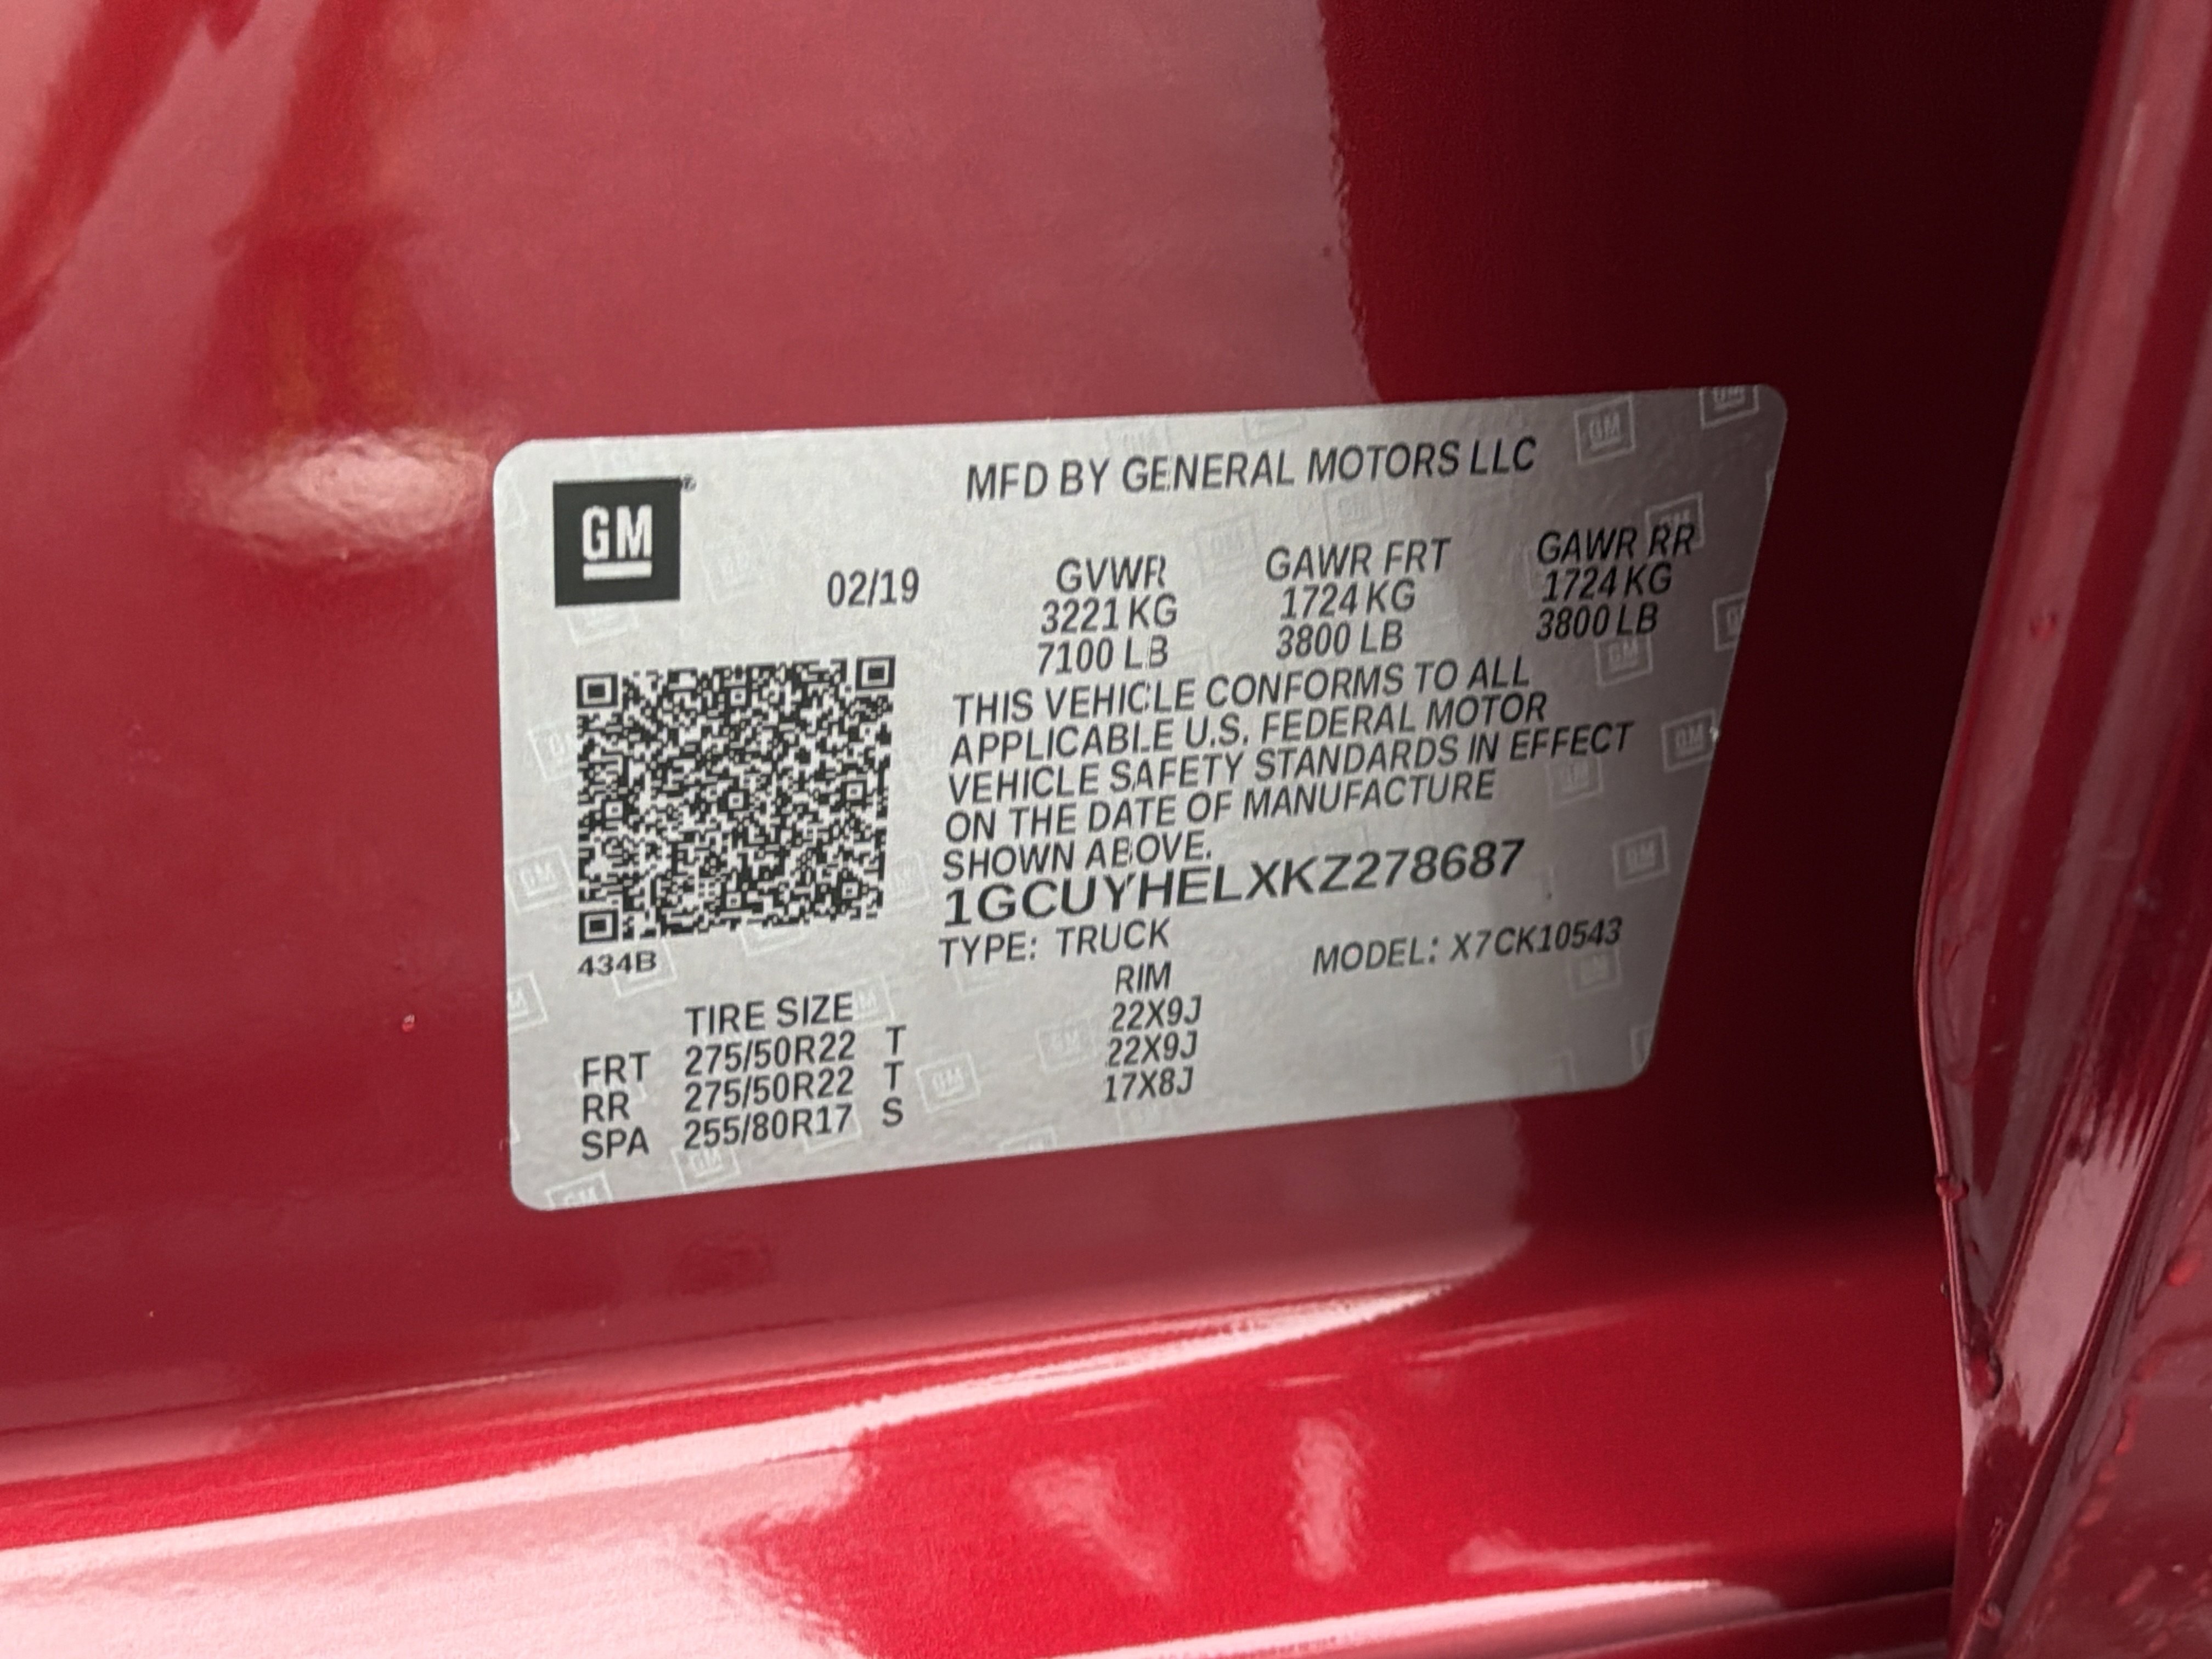 GM
MFD BY GENERAL MOTORS LLC
02/19
GVWR GAWR FRT GAWR RR
3221 KG 1724 KG 1724 KG
7100 LB 3800 LB 3800 LB
THIS VEHICLE CONFORMS TO ALL
APPLICABLE U.S. FEDERAL MOTOR
VEHICLE SAFETY STANDARDS IN EFFECT
ON THE DATE OF MANUFACTURE
SHOWN ABOVE.
1GCUYHELXKZ278687
434B
TYPE: TRUCK MODEL: X7CK10543
TIRE SIZE RIM
FRT 275/50R22 T 22X9J
RR 275/50R22 T 22X9J
SPA 255/80R17 S 17X8J